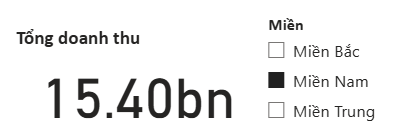 Tổng doanh thu
15.40bn
Miền
Miền Bắc
Miền Nam
Miền Trung